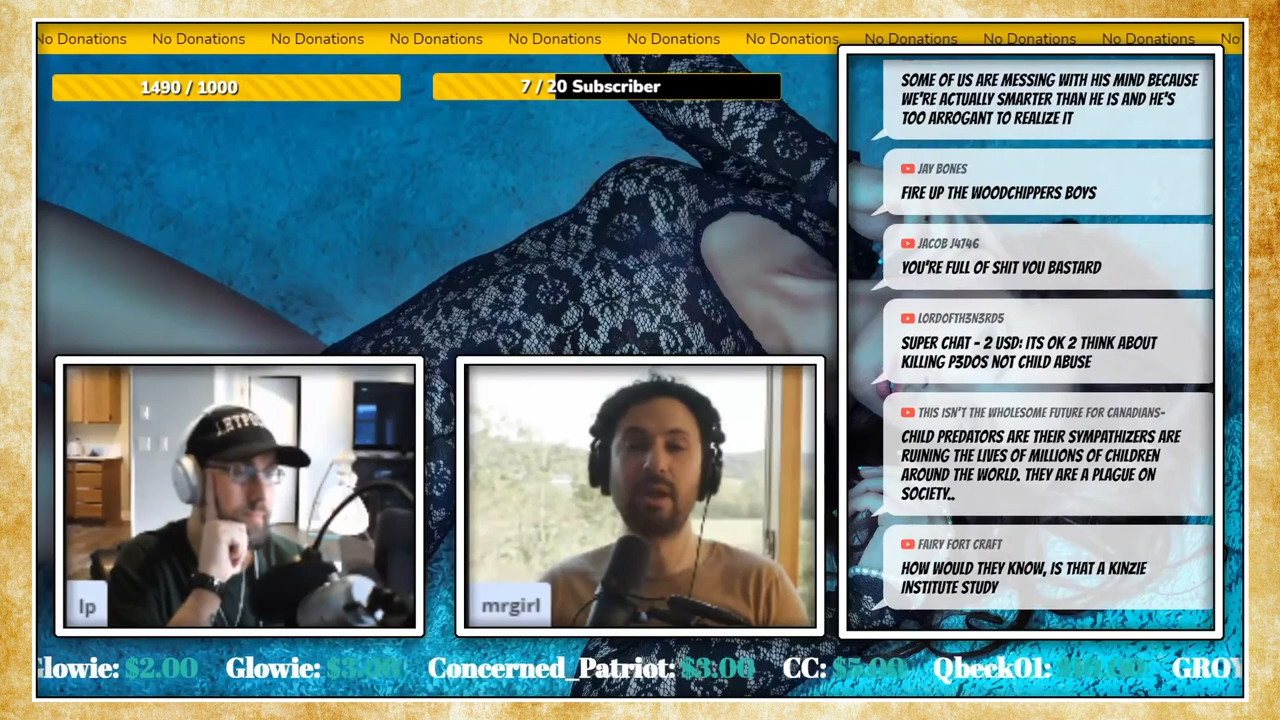 No Donations No Donations No Donations No Donations No Donations No Donations No Donations No Donations No Donations No Donations No
1490 / 1000
7 / 20 Subscriber
SOME OF US ARE MESSING WITH HIS MIND BECAUSE
WE'RE ACTUALLY SMARTER THAN HE IS AND HE'S
TOO ARROGANT TO REALIZE IT
JAY BONES
FIRE UP THE WOODCHIPPERS BOYS
JACOB J4746
YOU'RE FULL OF SHIT YOU BASTARD
LORDOFTH3N3RD5
SUPER CHAT - 2 USD: ITS OK 2 THINK ABOUT
KILLING P3DOS NOT CHILD ABUSE
THIS ISN'T THE WHOLESOME FUTURE FOR CANADIANS-
CHILD PREDATORS ARE THEIR SYMPATHIZERS ARE
RUINING THE LIVES OF MILLIONS OF CHILDREN
AROUND THE WORLD. THEY ARE A PLAGUE ON
SOCIETY..
FAIRY FORT CRAFT
HOW WOULD THEY KNOW, IS THAT A KINZIE
INSTITUTE STUDY
lp
mrgirl
Glowie: $2.00 Glowie: $3.00 Concerned_Patriot: $3.00 CC: $5.00 Qbeck01: